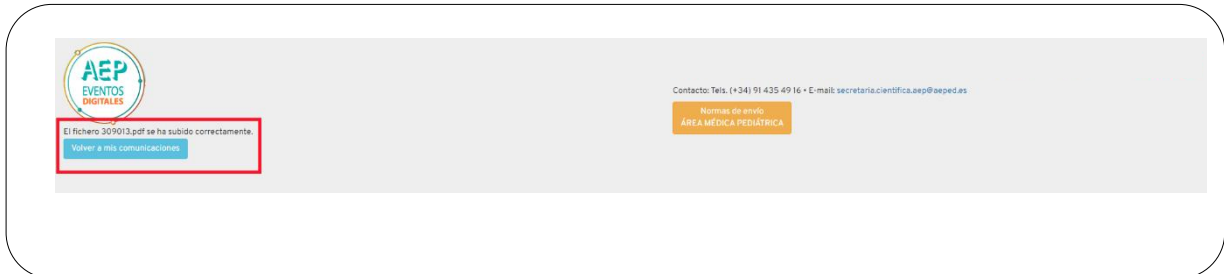 AEP
EVENTOS
DIGITALES
El fichero 309013.pdf se ha subido correctamente.
Volver a mis comunicaciones
Contacto: Tels. (+34) 91 435 49 16 • E-mail: secretaria.cientifica.aep@aeped.es
Normas de envío
ÁREA MÉDICA PEDIÁTRICA